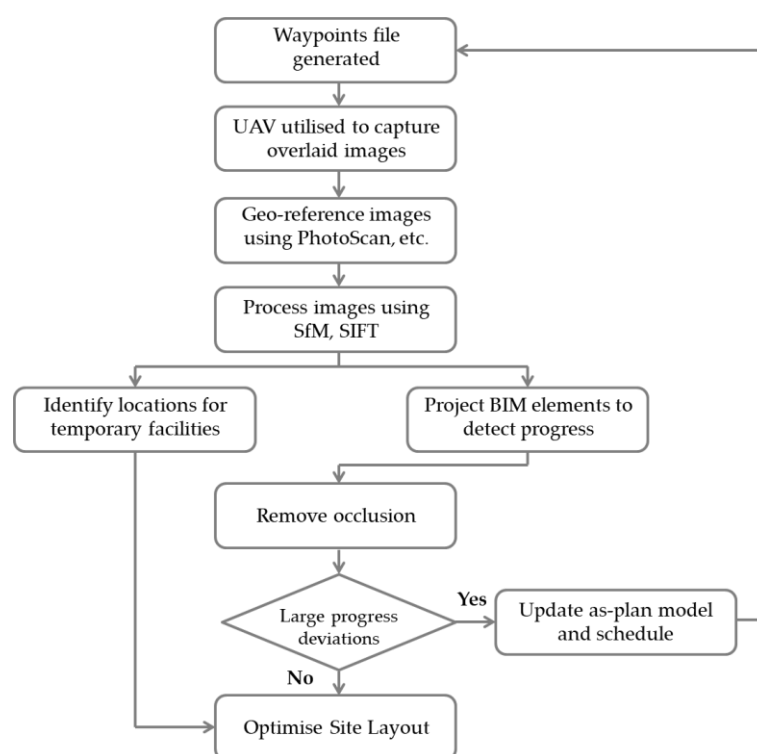 Waypoints file
generated
UAV utilised to capture
overlaid images
Geo-reference images
using PhotoScan, etc.
Process images using
SfM, SIFT
Identify locations for
temporary facilities
Project BIM elements to
detect progress
Remove occlusion
Large progress
deviations
Yes
Update as-plan model
and schedule
No
Optimise Site Layout